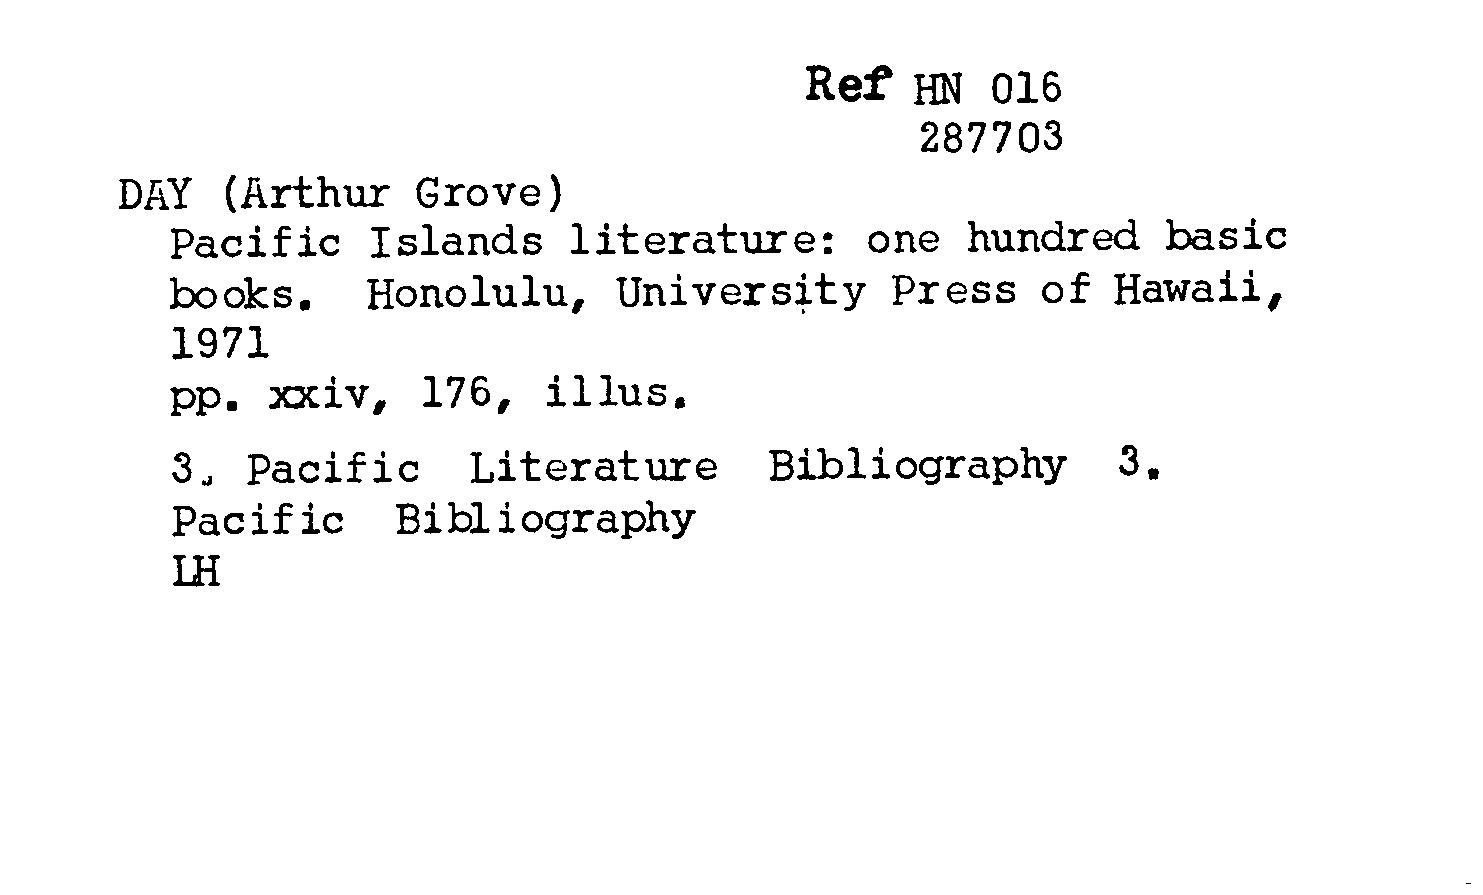 Ref HN 016
287703
DAY (Arthur Grove)
Pacific Islands literature: one hundred basic
books. Honolulu, University Press of Hawaii,
1971
pp. xxiv, 176, illus.
3. Pacific Literature Bibliography 3.
Pacific Bibliography
LH